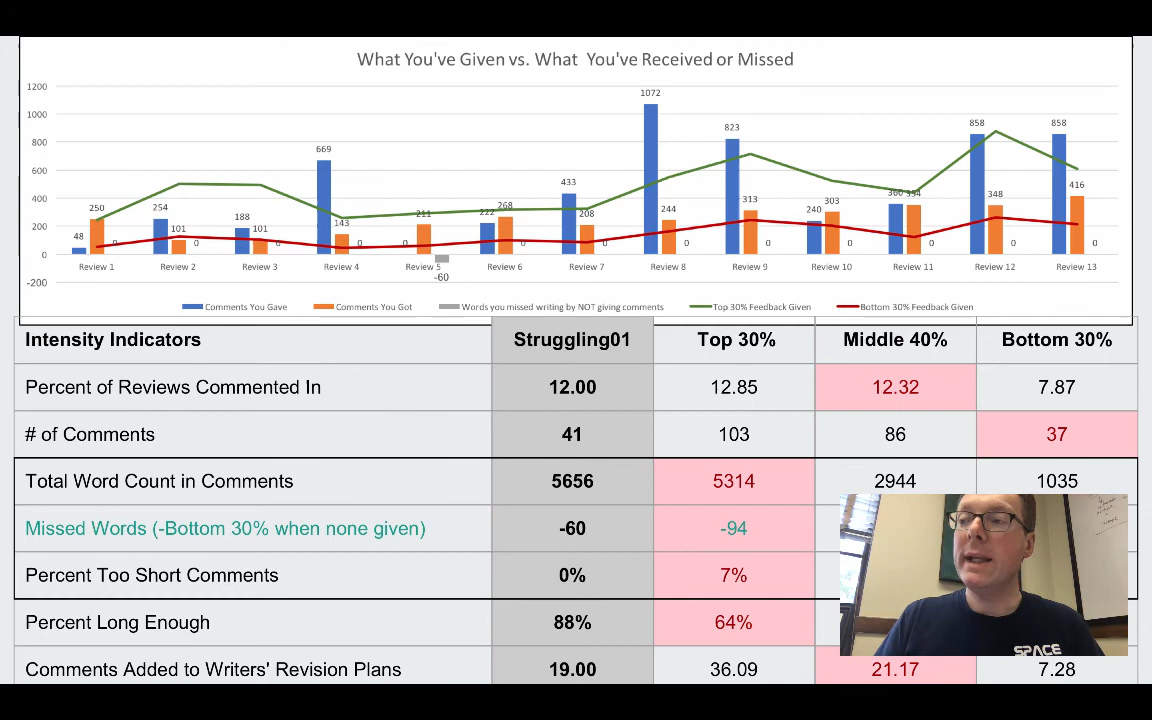 What You've Given vs. What You've Received or Missed
1200
1000
800
600
400
200
0
-200
48 250 0
254 101 0
188 101 0
669 143 0
0 211 -60
222 268 0
433 208 0
1072 244 0
823 313 0
240 303 0
360 354 0
858 348 0
858 416 0
Review 1 Review 2 Review 3 Review 4 Review 5 Review 6 Review 7 Review 8 Review 9 Review 10 Review 11 Review 12 Review 13
Comments You Gave Comments You Got Words you missed writing by NOT giving comments Top 30% Feedback Given Bottom 30% Feedback Given
Intensity Indicators Struggling01 Top 30% Middle 40% Bottom 30%
Percent of Reviews Commented In 12.00 12.85 12.32 7.87
# of Comments 41 103 86 37
Total Word Count in Comments 5656 5314 2944 1035
Missed Words (-Bottom 30% when none given) -60 -94
Percent Too Short Comments 0% 7%
Percent Long Enough 88% 64%
Comments Added to Writers' Revision Plans 19.00 36.09 21.17 7.28
SPACE